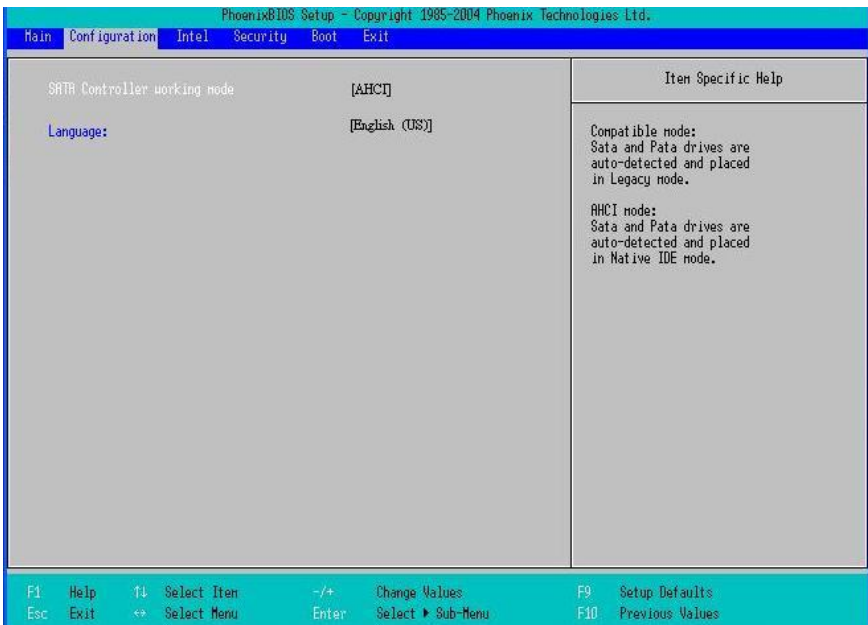 PhoenixBIOS Setup - Copyright 1985-2004 Phoenix Technologies Ltd.
Main Configuration Intel Security Boot Exit
SATA Controller working mode [AHCI]
Language: [English (US)]
Item Specific Help
Compatible mode:
Sata and Pata drives are
auto-detected and placed
in Legacy mode.
AHCI mode:
Sata and Pata drives are
auto-detected and placed
in Native IDE mode.
F1 Help ↑↓ Select Item -/+ Change Values F9 Setup Defaults
Esc Exit ↔ Select Menu Enter Select ▶ Sub-Menu F10 Previous Values